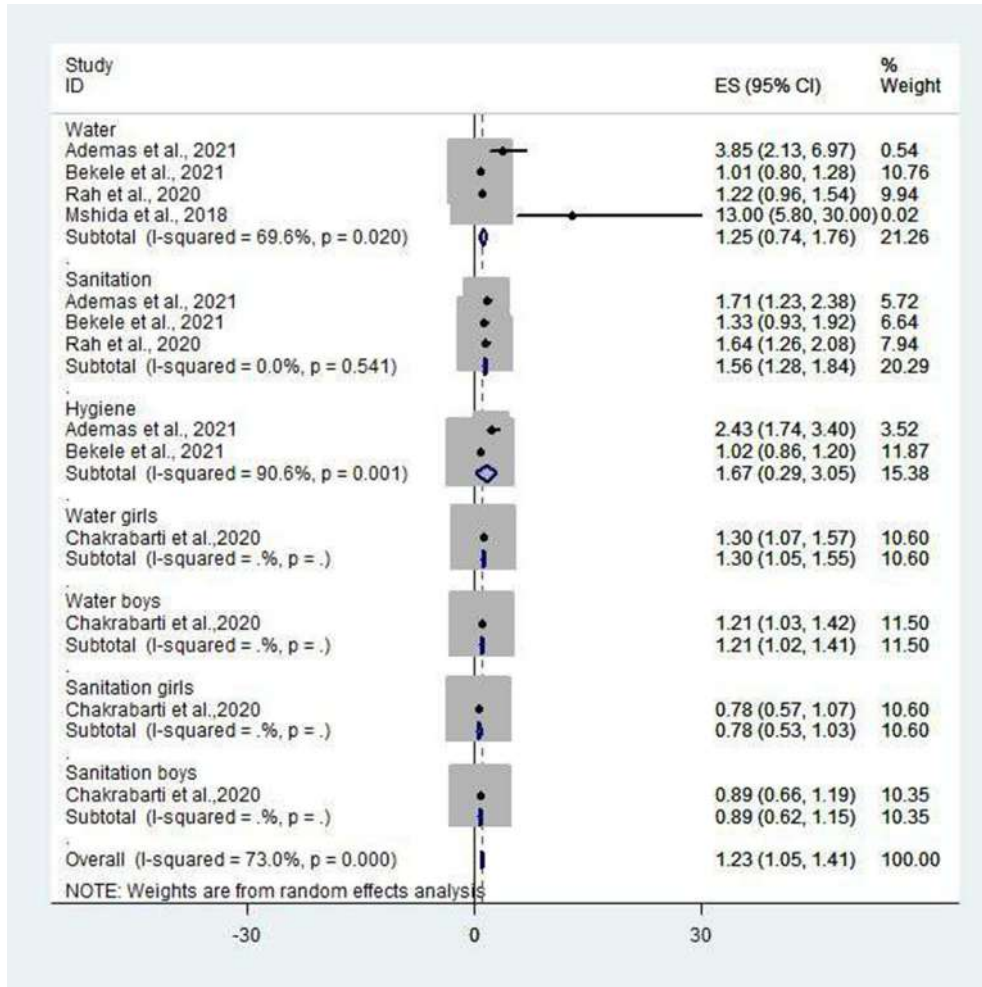 Study ID ES (95% CI) % Weight
Water
Ademas et al., 2021 3.85 (2.13, 6.97) 0.54
Bekele et al., 2021 1.01 (0.80, 1.28) 10.76
Rah et al., 2020 1.22 (0.96, 1.54) 9.94
Mshida et al., 2018 13.00 (5.80, 30.00) 0.02
Subtotal (I-squared = 69.6%, p = 0.020) 1.25 (0.74, 1.76) 21.26
.
Sanitation
Ademas et al., 2021 1.71 (1.23, 2.38) 5.72
Bekele et al., 2021 1.33 (0.93, 1.92) 6.64
Rah et al., 2020 1.64 (1.26, 2.08) 7.94
Subtotal (I-squared = 0.0%, p = 0.541) 1.56 (1.28, 1.84) 20.29
.
Hygiene
Ademas et al., 2021 2.43 (1.74, 3.40) 3.52
Bekele et al., 2021 1.02 (0.86, 1.20) 11.87
Subtotal (I-squared = 90.6%, p = 0.001) 1.67 (0.29, 3.05) 15.38
.
Water girls
Chakrabarti et al.,2020 1.30 (1.07, 1.57) 10.60
Subtotal (I-squared = .%, p = .) 1.30 (1.05, 1.55) 10.60
.
Water boys
Chakrabarti et al.,2020 1.21 (1.03, 1.42) 11.50
Subtotal (I-squared = .%, p = .) 1.21 (1.02, 1.41) 11.50
.
Sanitation girls
Chakrabarti et al.,2020 0.78 (0.57, 1.07) 10.60
Subtotal (I-squared = .%, p = .) 0.78 (0.53, 1.03) 10.60
.
Sanitation boys
Chakrabarti et al.,2020 0.89 (0.66, 1.19) 10.35
Subtotal (I-squared = .%, p = .) 0.89 (0.62, 1.15) 10.35
.
Overall (I-squared = 73.0%, p = 0.000) 1.23 (1.05, 1.41) 100.00
NOTE: Weights are from random effects analysis
-30 0 30